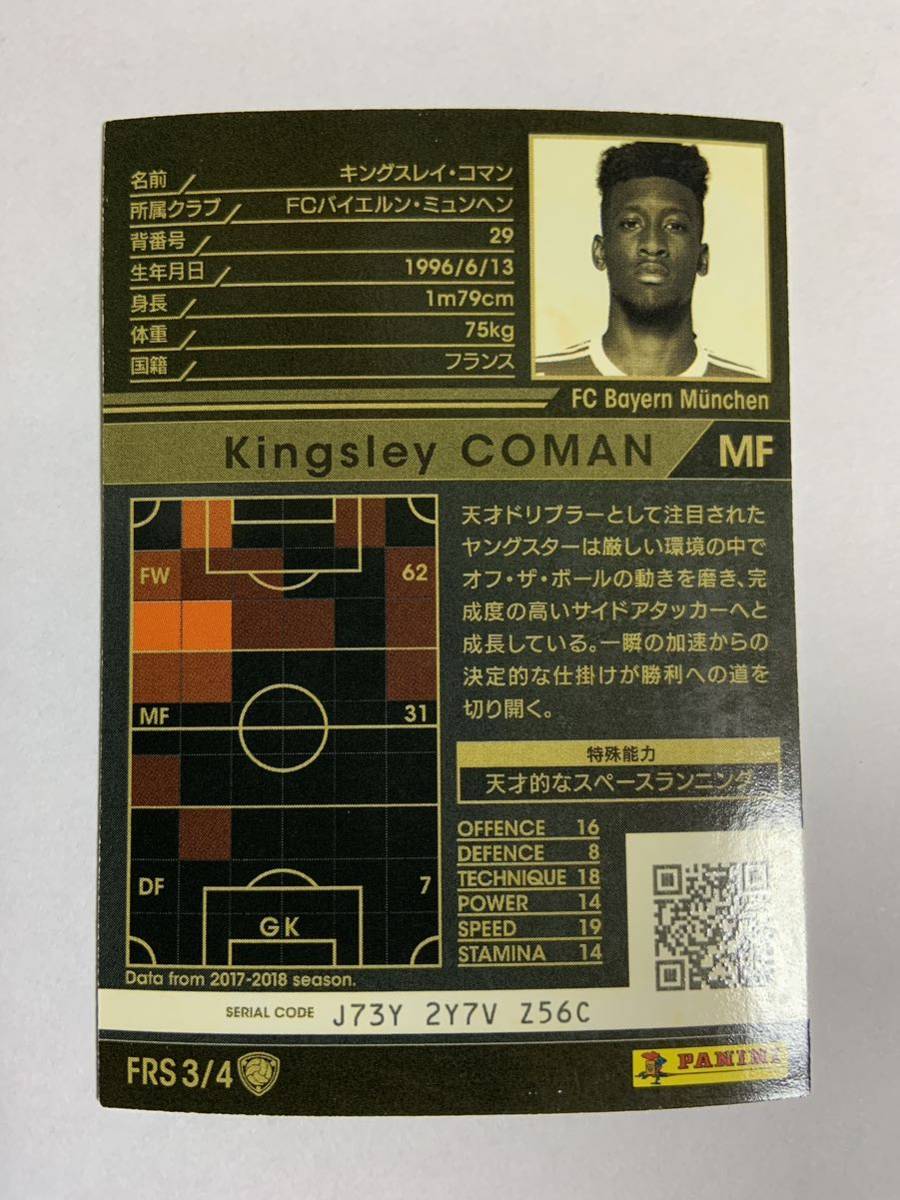 名前 キングスレイ・コマン
所属クラブ FCバイエルン・ミュンヘン
背番号 29
生年月日 1996/6/13
身長 1m79cm
体重 75kg
国籍 フランス
FC Bayern München
Kingsley COMAN MF
FW 62
MF 31
DF 7
GK
Data from 2017-2018 season.
天才ドリブラーとして注目された
ヤングスターは厳しい環境の中で
オフ・ザ・ボールの動きを磨き、完
成度の高いサイドアタッカーへと
成長している。一瞬の加速からの
決定的な仕掛けが勝利への道を
切り開く。
特殊能力
天才的なスペースランニング
OFFENCE 16
DEFENCE 8
TECHNIQUE 18
POWER 14
SPEED 19
STAMINA 14
SERIAL CODE J73Y 2Y7V Z56C
FRS 3/4
PANINI